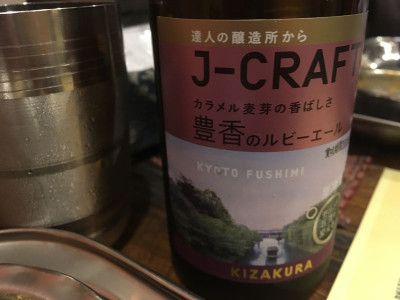 達人の醸造所から
J-CRAFT
カラメル麦芽の香ばしさ
豊香のルビーエール
KYOTO FUSHIMI
KIZAKURA